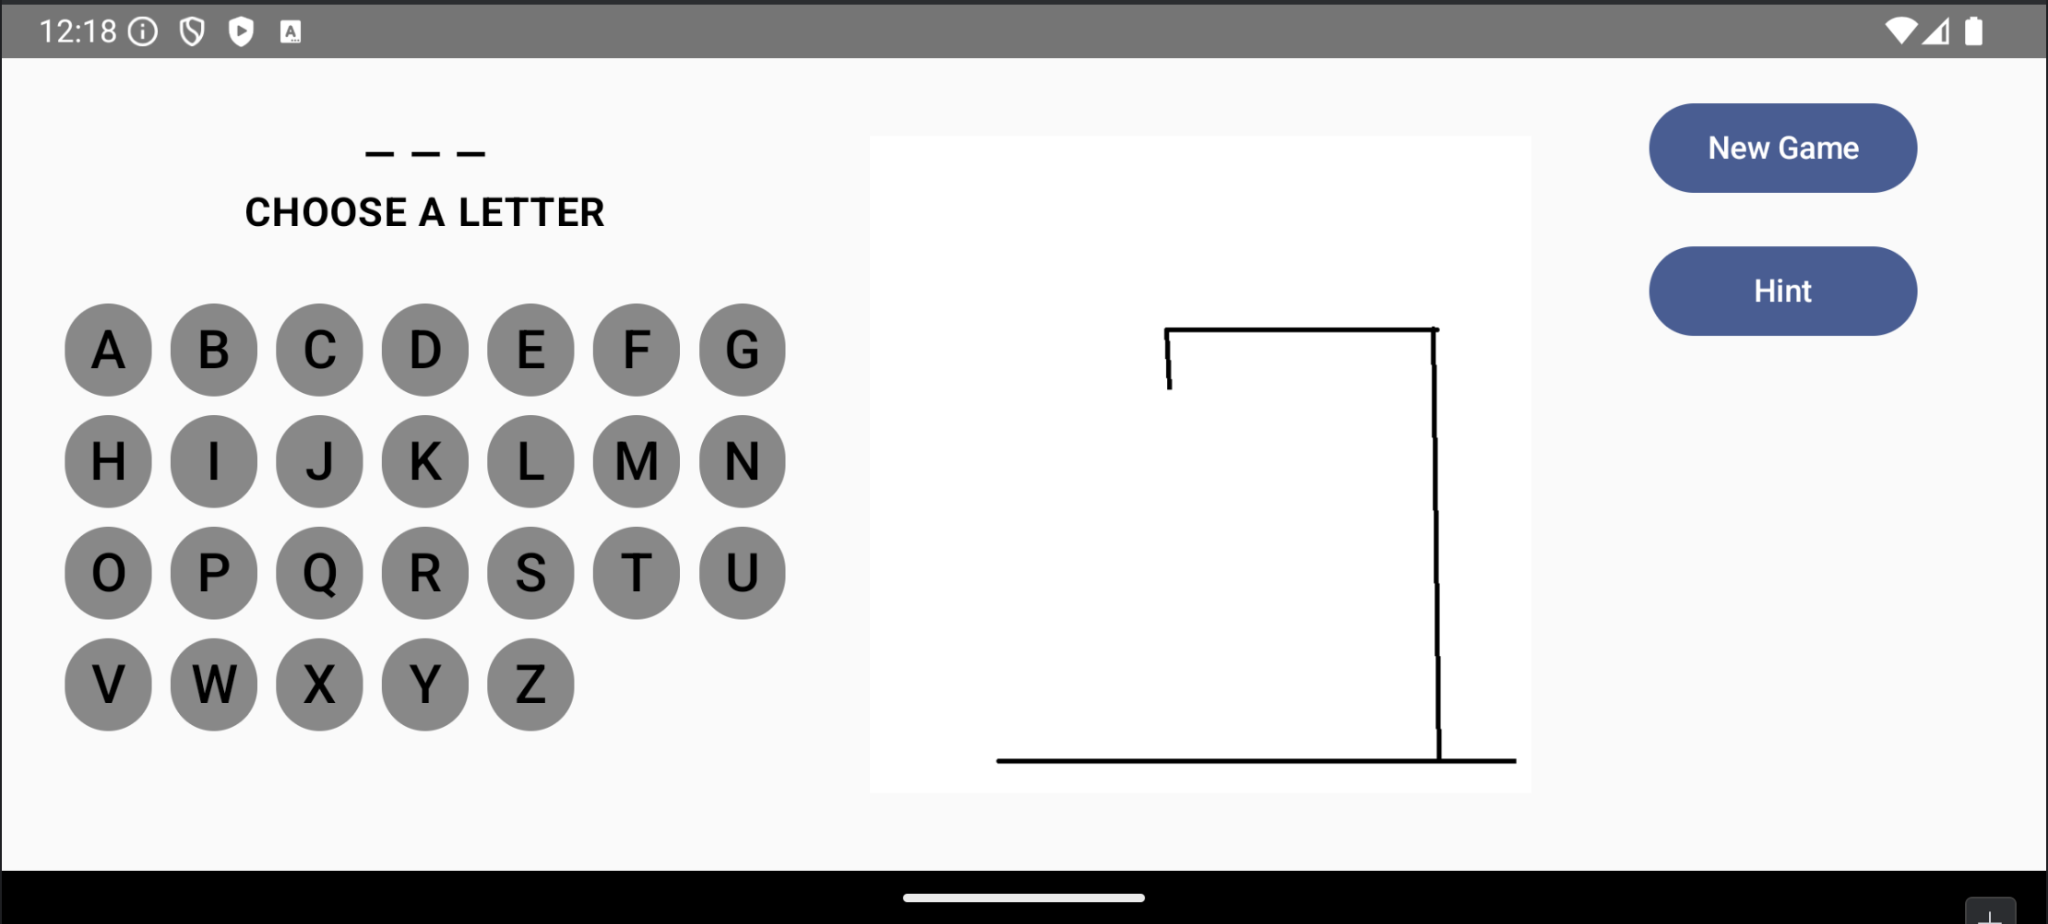 12:18
_ _ _
CHOOSE A LETTER
A B C D E F G
H I J K L M N
O P Q R S T U
V W X Y Z
New Game
Hint